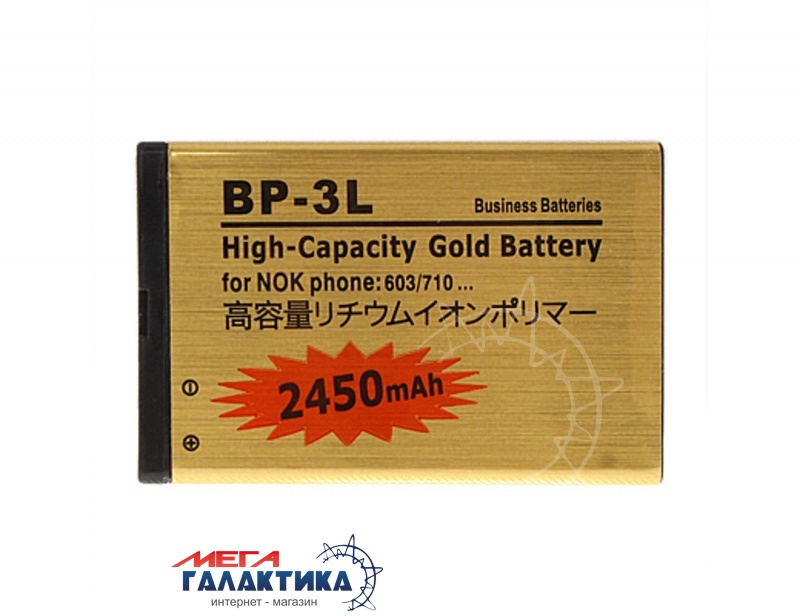 BP-3L
Business Batteries
High-Capacity Gold Battery
for NOK phone: 603/710 ...
高容量リチウムイオンポリマー
2450mAh
МЕГА
ГАЛАКТИКА
интернет - магазин